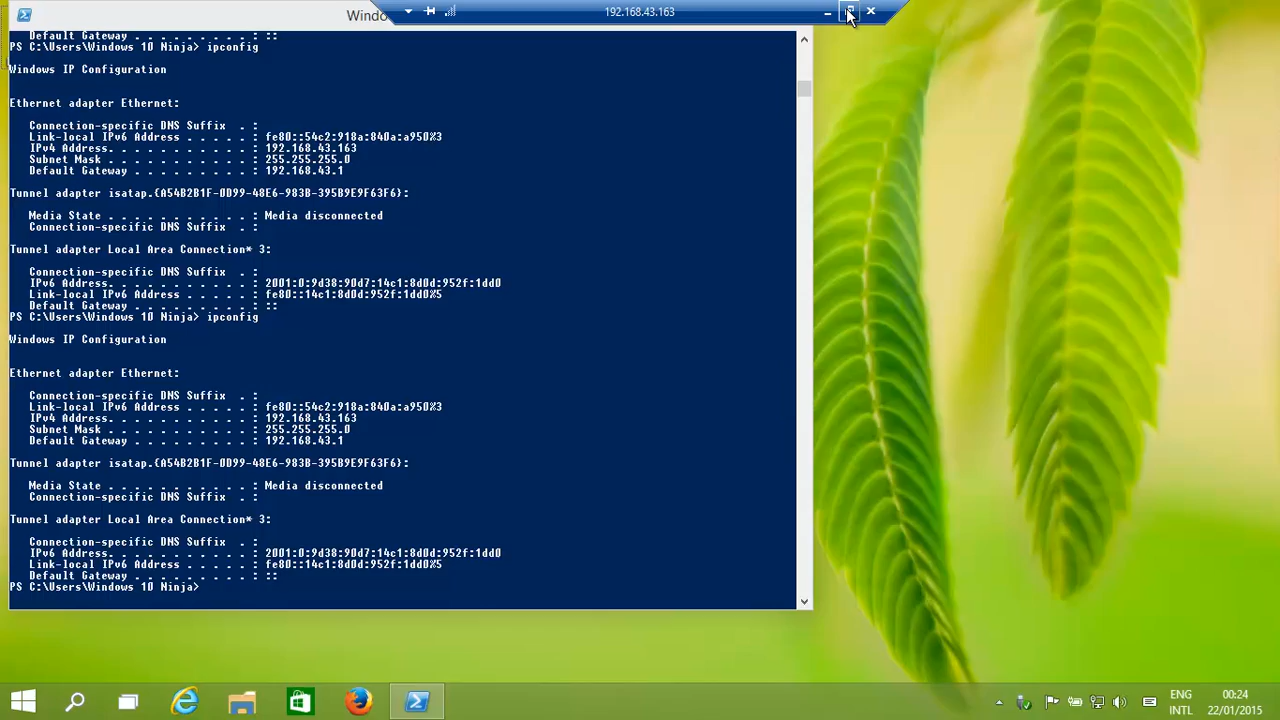 Windo
192.168.43.163
Default Gateway . . . . . . . . . : ::
PS C:\Users\Windows 10 Ninja> ipconfig
Windows IP Configuration
Ethernet adapter Ethernet:
Connection-specific DNS Suffix . :
Link-local IPv6 Address . . . . . : fe80::54c2:918a:840a:a950%3
IPv4 Address. . . . . . . . . . . : 192.168.43.163
Subnet Mask . . . . . . . . . . . : 255.255.255.0
Default Gateway . . . . . . . . . : 192.168.43.1
Tunnel adapter isatap.{A54B2B1F-0D99-48E6-983B-395B9E9F63F6}:
Media State . . . . . . . . . . . : Media disconnected
Connection-specific DNS Suffix . :
Tunnel adapter Local Area Connection* 3:
Connection-specific DNS Suffix . :
IPv6 Address. . . . . . . . . . . : 2001:0:9d38:90d7:14c1:8d0d:952f:1dd0
Link-local IPv6 Address . . . . . : fe80::14c1:8d0d:952f:1dd0%5
Default Gateway . . . . . . . . . : ::
PS C:\Users\Windows 10 Ninja> ipconfig
Windows IP Configuration
Ethernet adapter Ethernet:
Connection-specific DNS Suffix . :
Link-local IPv6 Address . . . . . : fe80::54c2:918a:840a:a950%3
IPv4 Address. . . . . . . . . . . : 192.168.43.163
Subnet Mask . . . . . . . . . . . : 255.255.255.0
Default Gateway . . . . . . . . . : 192.168.43.1
Tunnel adapter isatap.{A54B2B1F-0D99-48E6-983B-395B9E9F63F6}:
Media State . . . . . . . . . . . : Media disconnected
Connection-specific DNS Suffix . :
Tunnel adapter Local Area Connection* 3:
Connection-specific DNS Suffix . :
IPv6 Address. . . . . . . . . . . : 2001:0:9d38:90d7:14c1:8d0d:952f:1dd0
Link-local IPv6 Address . . . . . : fe80::14c1:8d0d:952f:1dd0%5
Default Gateway . . . . . . . . . : ::
PS C:\Users\Windows 10 Ninja>
ENG
INTL
00:24
22/01/2015